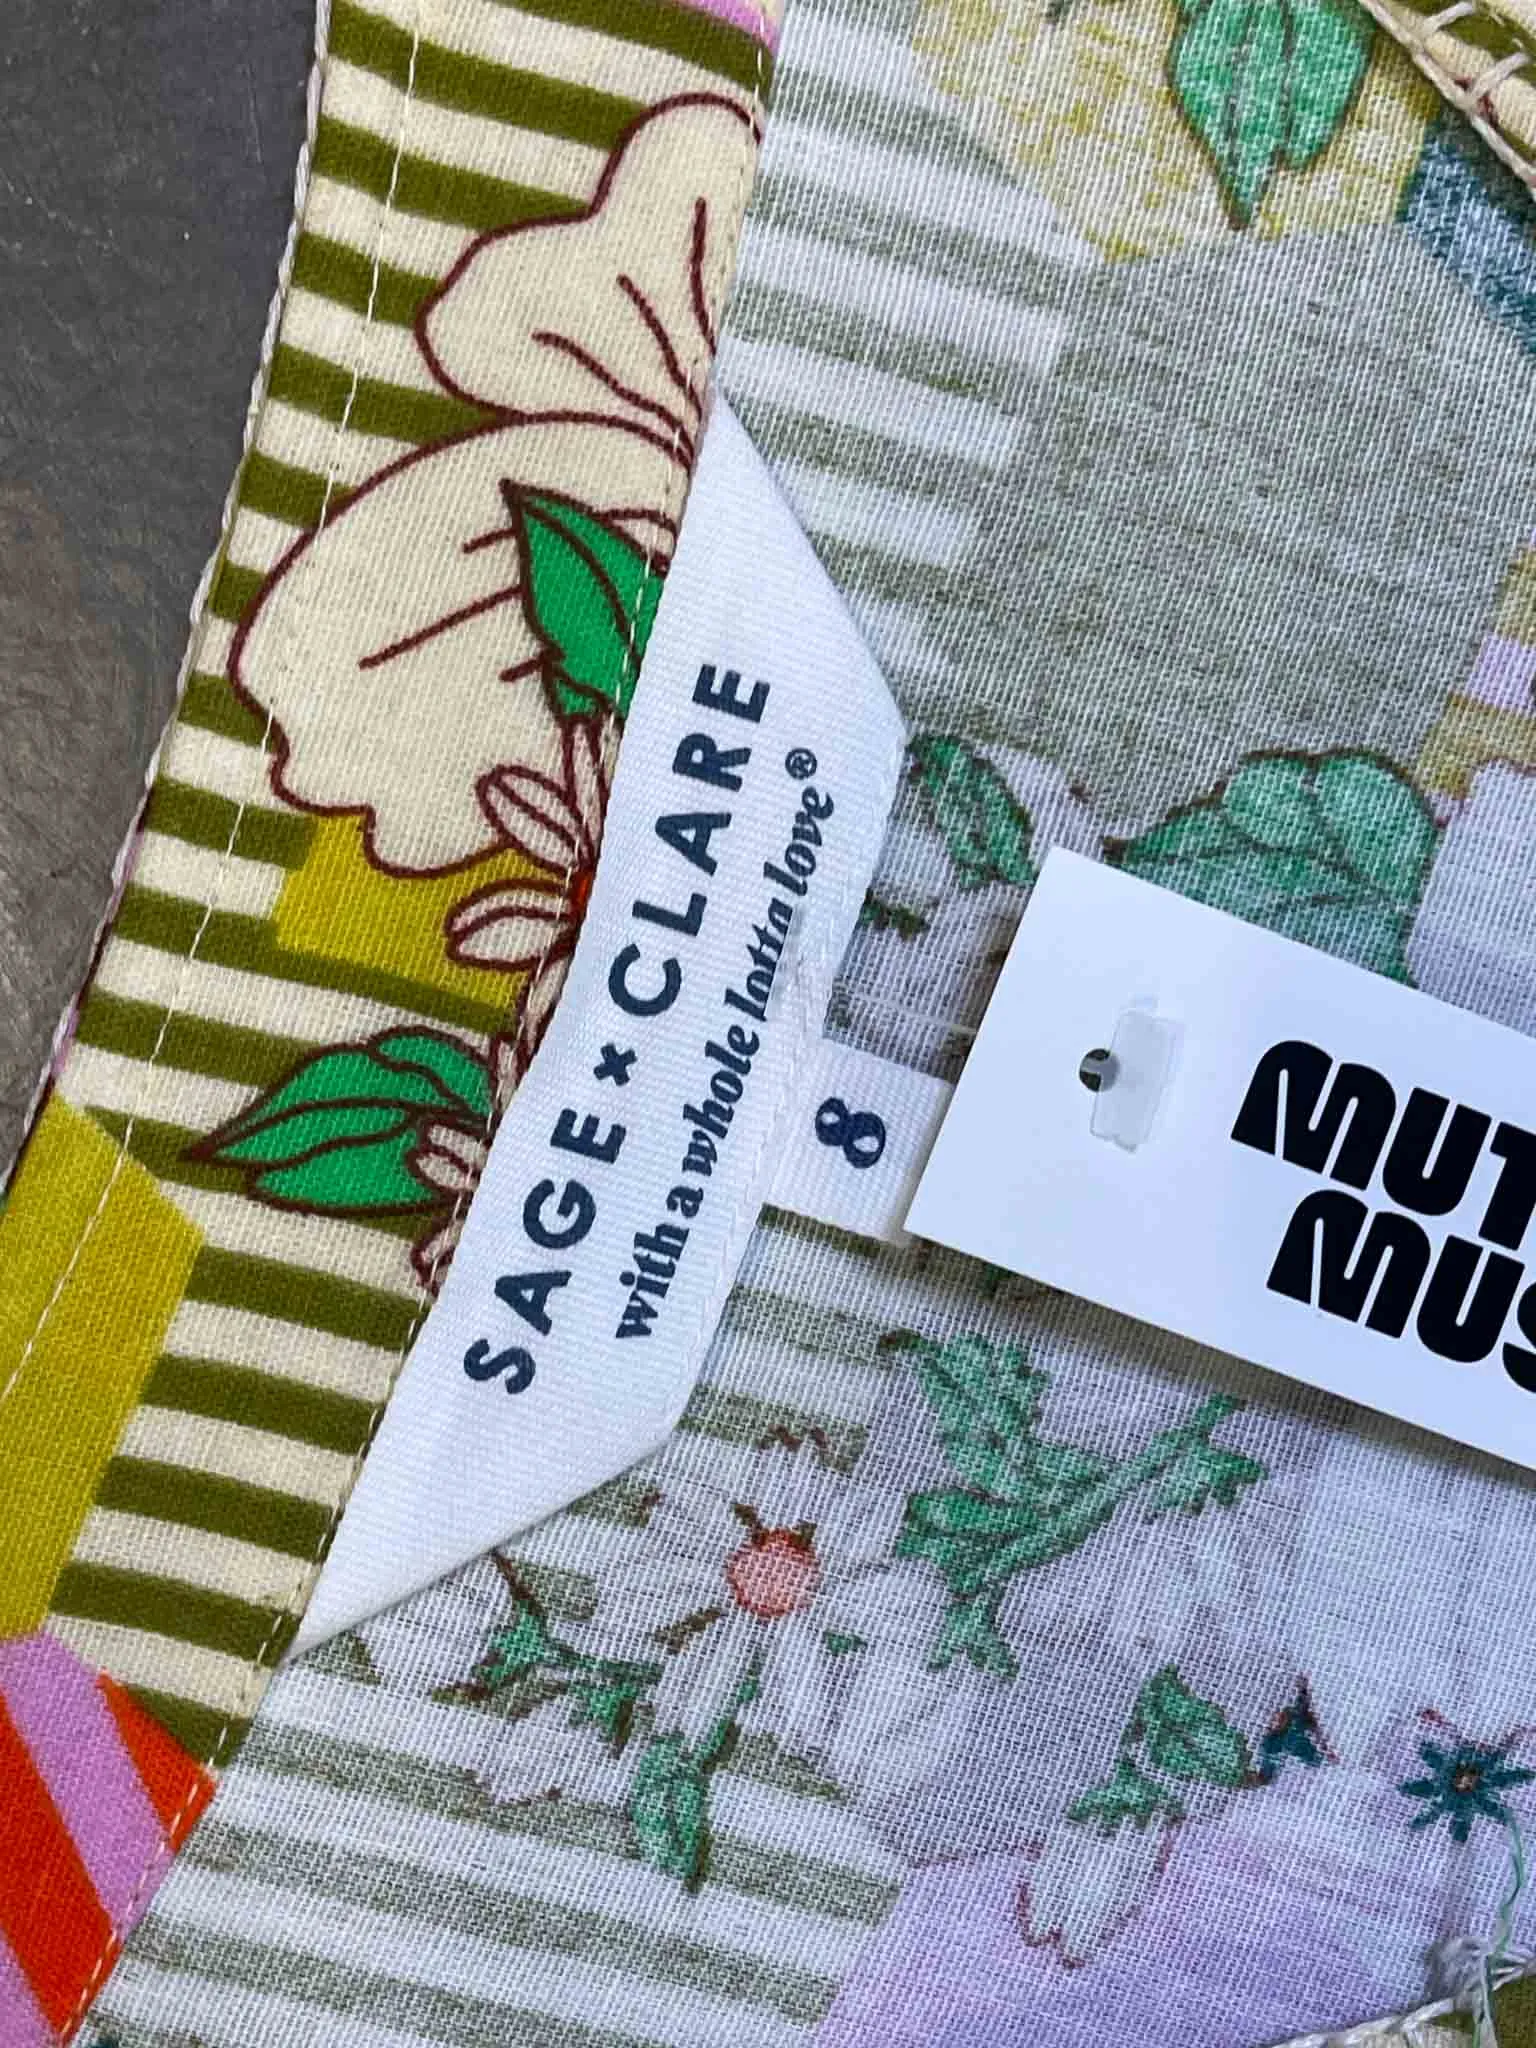 SAGE × CLARE
with a whole lotta love®
8